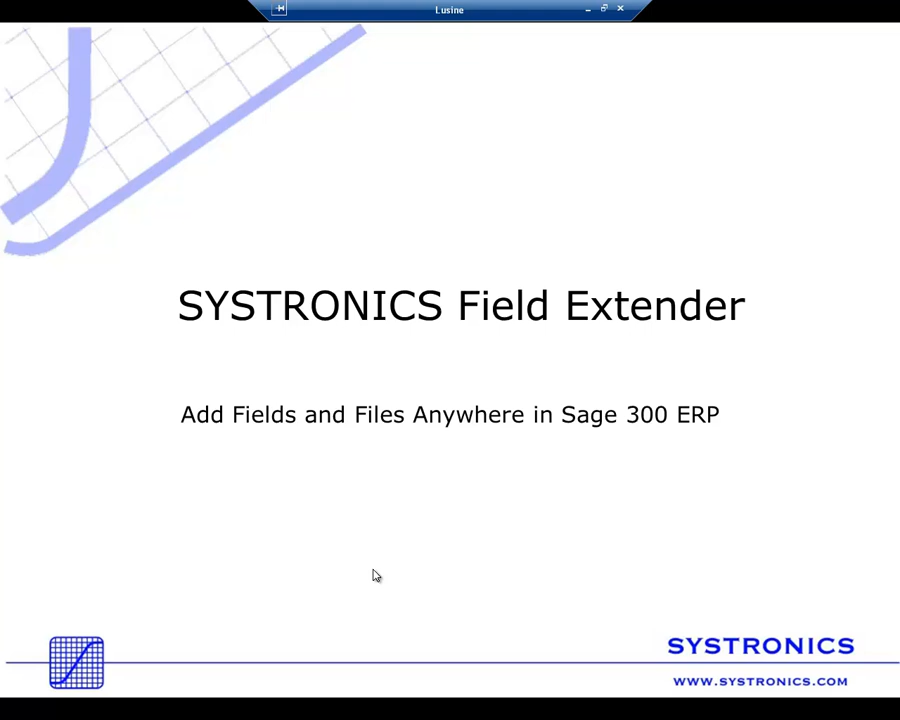 Lusine
SYSTRONICS Field Extender
Add Fields and Files Anywhere in Sage 300 ERP
SYSTRONICS
WWW.SYSTRONICS.COM